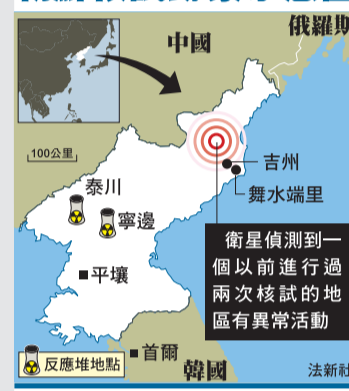 中國
俄羅斯
100公里
吉州
舞水端里
泰川
寧邊
平壤
衛星偵測到一
個以前進行過
兩次核試的地
區有異常活動
反應堆地點
首爾
韓國
法新社